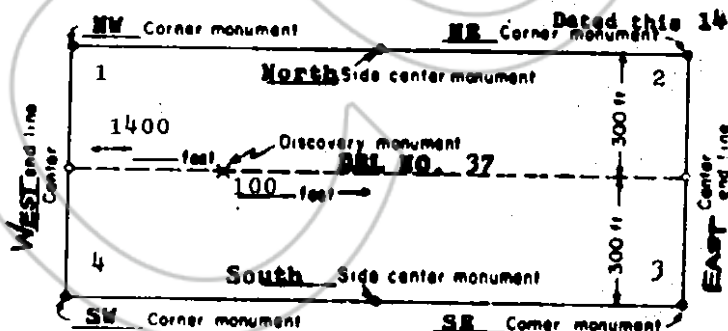 Dated this 14
NW Corner monument
NE Corner monument
1
North Side center monument
2
300 ft
1400 feet
Discovery monument
DBL NO. 37
100 feet
WEST end line
Center
EAST end line
Center
300 ft
4
South Side center monument
3
SW Corner monument
SE Corner monument